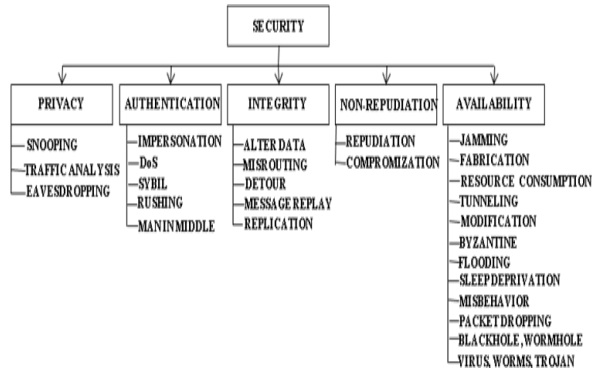 SECURITY
PRIVACY
SNOOPING
TRAFFIC ANALYSIS
EAVESDROPPING
AUTHENTICATION
IMPERSONATION
DoS
SYBIL
RUSHING
MAN IN MIDDLE
INTEGRITY
ALTER DATA
MISROUTING
DETOUR
MESSAGE REPLAY
REPLICATION
NON-REPUDIATION
REPUDIATION
COMPROMIZATION
AVAILABILITY
JAMMING
FABRICATION
RESOURCE CONSUMPTION
TUNNELING
MODIFICATION
BYZANTINE
FLOODING
SLEEP DEPRIVATION
MISBEHAVIOR
PACKET DROPPING
BLACKHOLE, WORMHOLE
VIRUS, WORMS, TROJAN